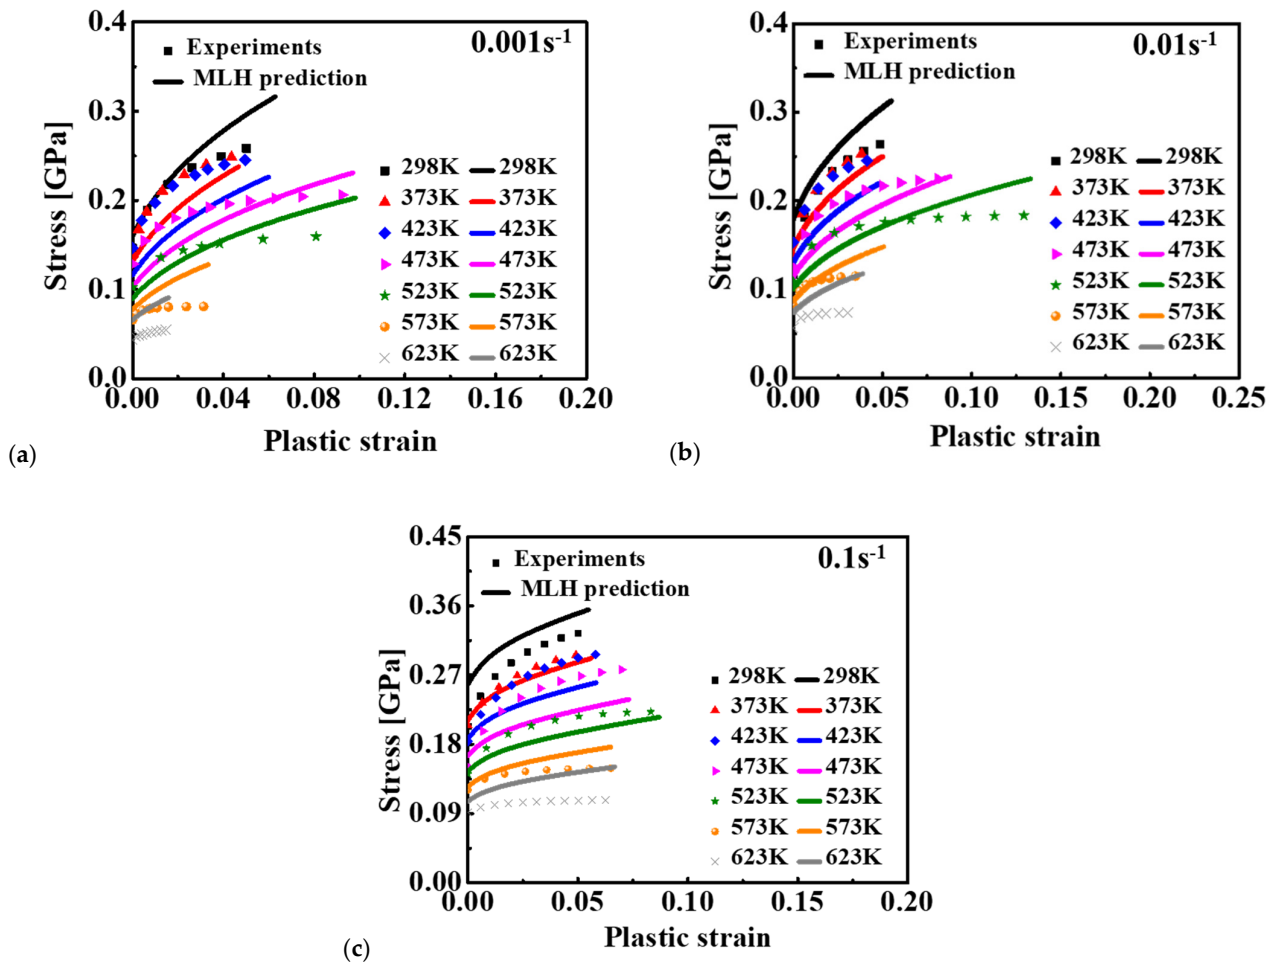 0.4
0.3
0.2
0.1
0.0
Stress [GPa]
Experiments
MLH prediction
0.001s-1
298K 298K
373K 373K
423K 423K
473K 473K
523K 523K
573K 573K
623K 623K
0.00 0.04 0.08 0.12 0.16 0.20
Plastic strain
(a)
0.4
0.3
0.2
0.1
0.0
Stress [GPa]
Experiments
MLH prediction
0.01s-1
298K 298K
373K 373K
423K 423K
473K 473K
523K 523K
573K 573K
623K 623K
0.00 0.05 0.10 0.15 0.20 0.25
Plastic strain
(b)
0.45
0.36
0.27
0.18
0.09
0.00
Stress [GPa]
Experiments
MLH prediction
0.1s-1
298K 298K
373K 373K
423K 423K
473K 473K
523K 523K
573K 573K
623K 623K
0.00 0.05 0.10 0.15 0.20
Plastic strain
(c)